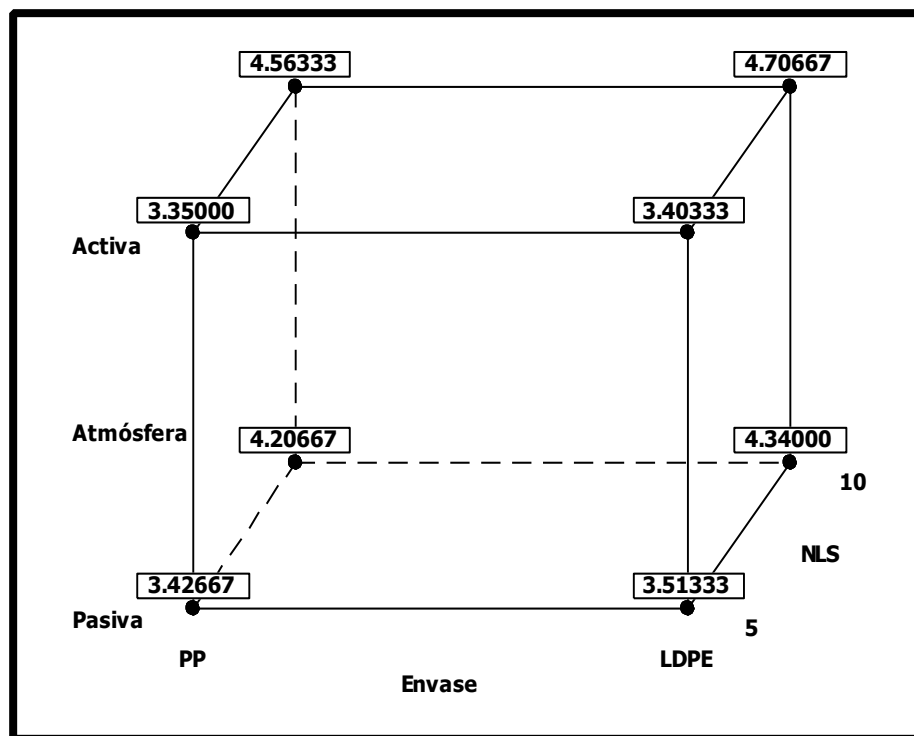 4.56333 4.70667
3.35000 3.40333
Activa
Atmósfera 4.20667 4.34000
10
NLS
3.42667 3.51333
Pasiva 5
PP LDPE
Envase